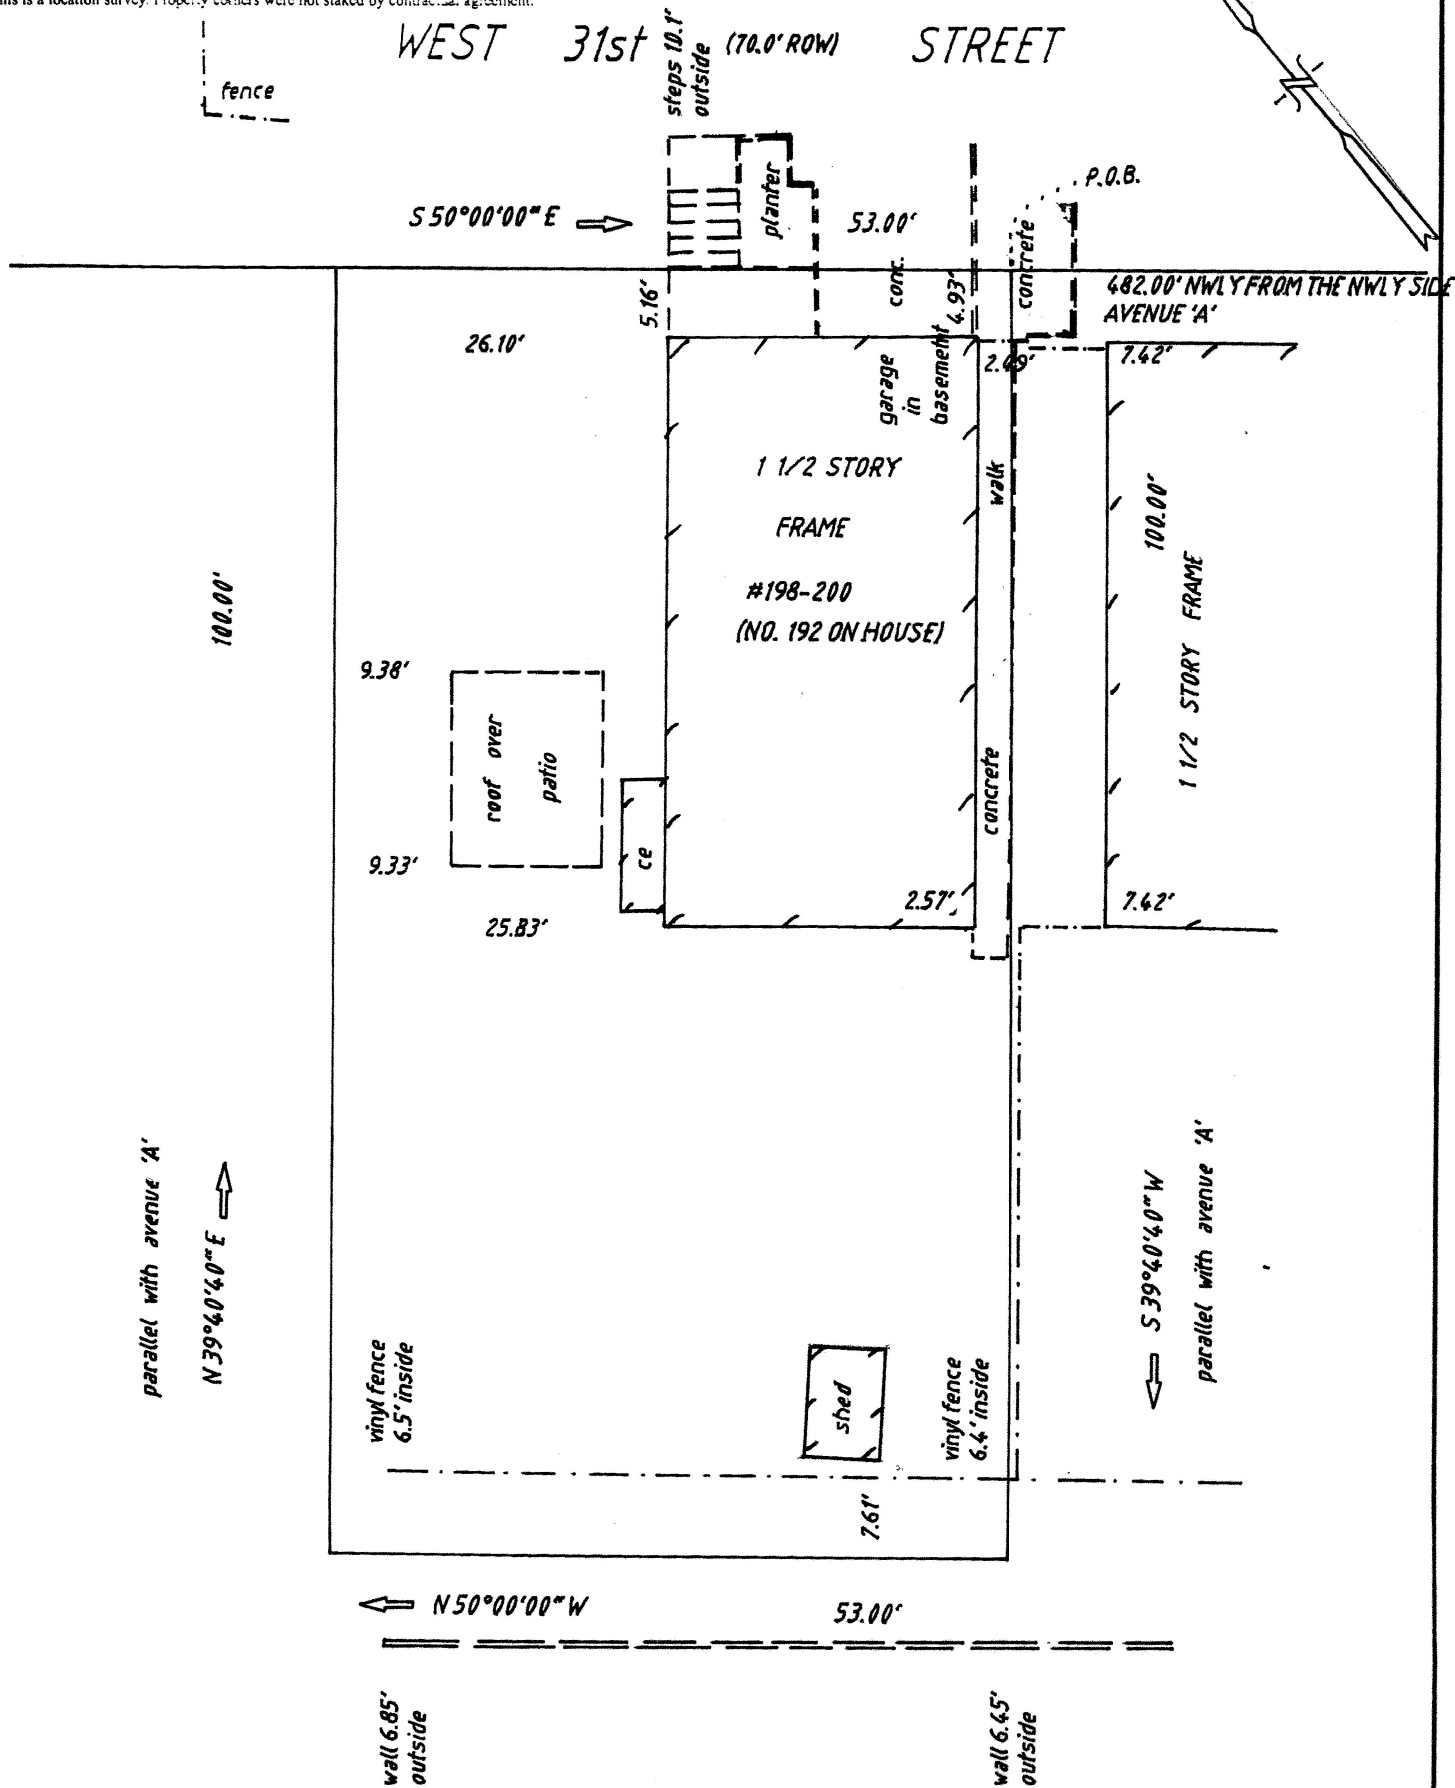 this is a location survey. Property corners were not staked by contractual agreement.
WEST 31st (70.0' ROW) STREET
steps 10.1'
outside
fence
P.O.B.
S 50°00'00" E
planter
53.00'
concrete
conc.
5.16'
4.93'
482.00' NWLY FROM THE NWLY SIDE
AVENUE 'A'
26.10'
garage
in
basement
2.49'
7.42'
1 1/2 STORY
FRAME
#198-200
(NO. 192 ON HOUSE)
walk
concrete
100.00'
100.00'
1 1/2 STORY FRAME
9.38'
roof over
patio
9.33'
ce
25.83'
2.57'
7.42'
parallel with avenue 'A'
N 39°40'40" E
S 39°40'40" W
parallel with avenue 'A'
vinyl fence
6.5' inside
shed
vinyl fence
6.4' inside
7.61'
N 50°00'00" W
53.00'
wall 6.85'
outside
wall 6.45'
outside